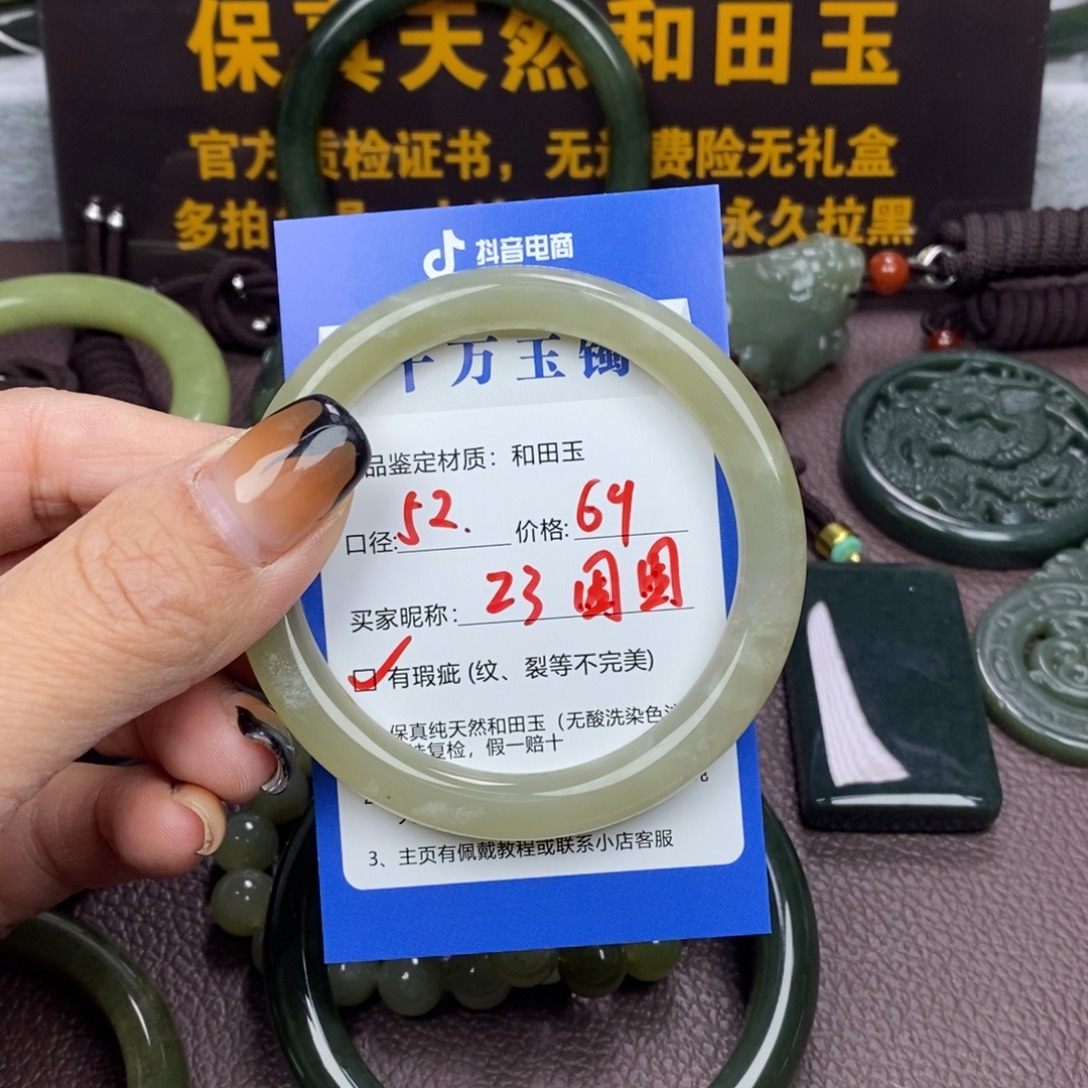 保真天然和田玉
官方质检证书，无运费险无礼盒
多拍 永久拉黑
抖音电商
千万玉镯
品鉴定材质：和田玉
口径:52. 价格:69
买家昵称：23圆圆
有瑕疵 (纹、裂等不完美)
保真纯天然和田玉（无酸洗染色
复检，假一赔十
3、主页有佩戴教程或联系小店客服